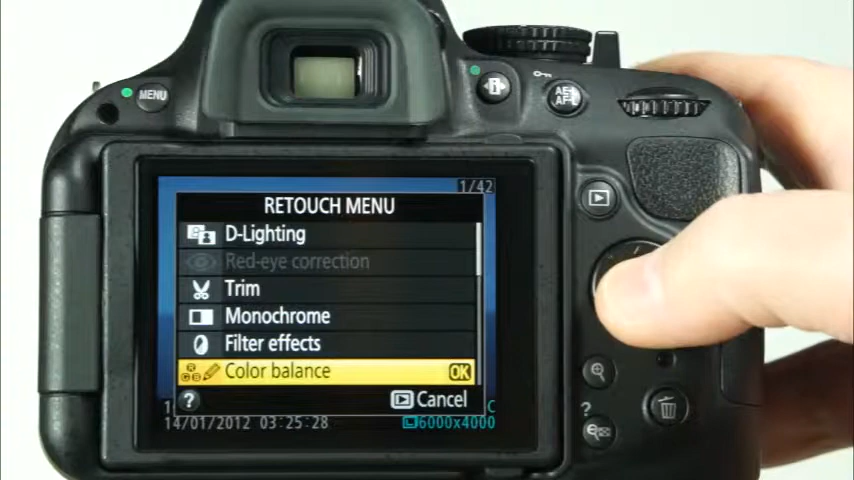 MENU
i
AE-L
AF-L
1/42
RETOUCH MENU
D-Lighting
Red-eye correction
Trim
Monochrome
Filter effects
RGB Color balance OK
? Cancel
1 C
14/01/2012 03:25:28 L 6000x4000
?